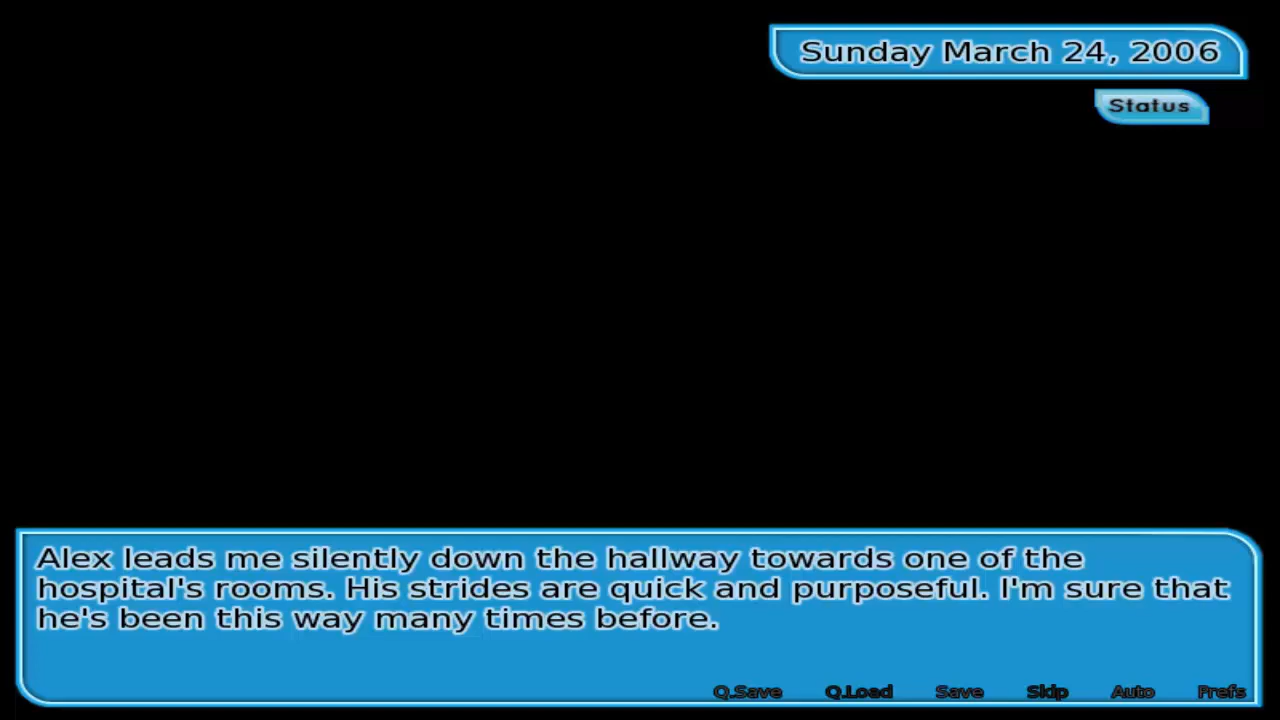 Sunday March 24, 2006
Status
Alex leads me silently down the hallway towards one of the
hospital's rooms. His strides are quick and purposeful. I'm sure that
he's been this way many times before.
Q.Save Q.Load Save Skip Auto Prefs